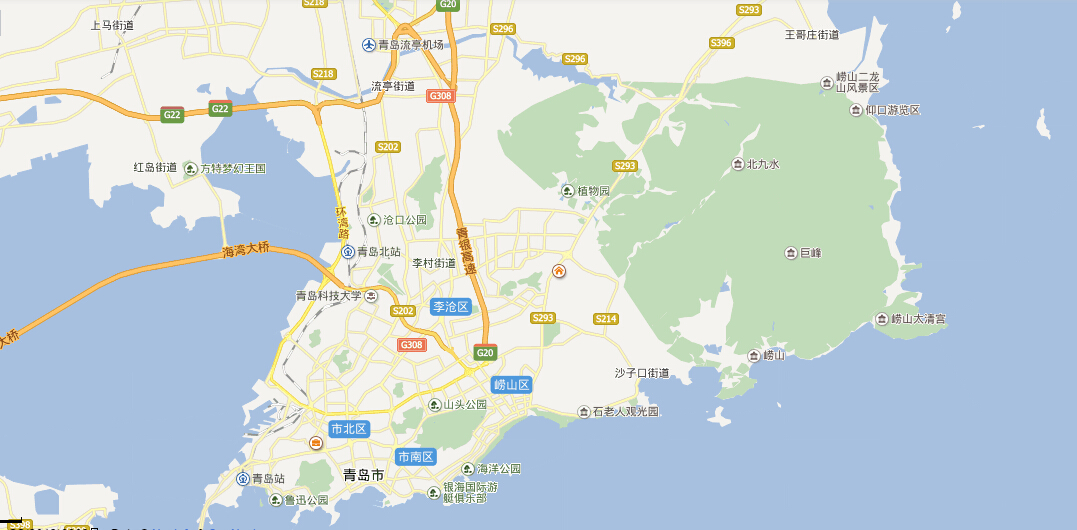 S218
G20
S293
上马街道
S296
王哥庄街道
青岛流亭机场
S396
S296
S218
流亭街道
崂山二龙
山风景区
G308
G22
G22
仰口游览区
S202
红岛街道
方特梦幻王国
S293
北九水
植物园
沧口公园
环湾路
青银高速
海湾大桥
青岛北站
李村街道
巨峰
青岛科技大学
李沧区
S202
S293
S214
崂山太清宫
大桥
G308
G20
崂山
沙子口街道
崂山区
山头公园
石老人观光园
市北区
市南区
青岛市
海洋公园
青岛站
银海国际游
艇俱乐部
鲁迅公园